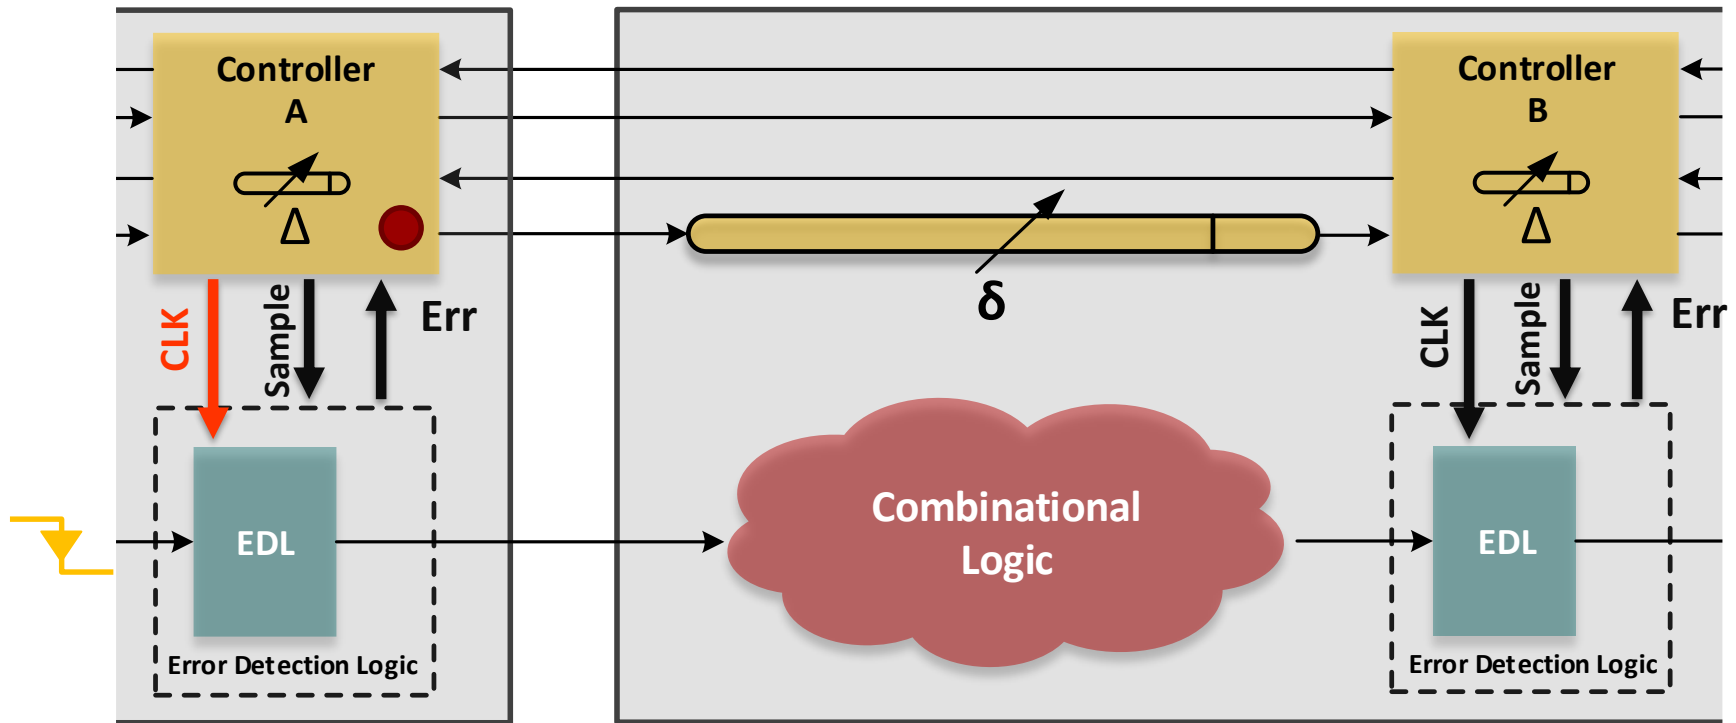 Controller
A
Δ
Controller
B
Δ
δ
CLK
Sample
Err
CLK
Sample
Err
EDL
Combinational
Logic
EDL
Error Detection Logic
Error Detection Logic